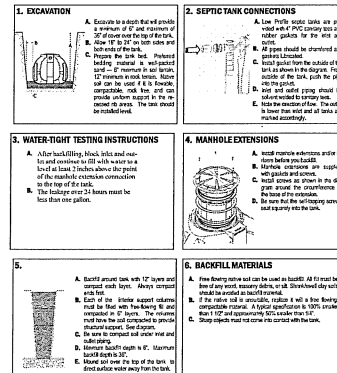 1. EXCAVATION
A. Excavate to a depth that will provide
a minimum of 6" and maximum of
36" of cover over the top of the tank.
B. Allow 18" to 24" on both sides and
both ends of the tank.
C. Prepare the tank bed. Preferred
bedding material is well-packed
sand — 6" minimum in soil terrain,
12" minimum in rock terrain. Native
soil can be used if it is flowable,
compactable, rock free, and can
provide uniform support in the re-
cessed rib areas. The tank should
be installed level.
2. SEPTIC TANK CONNECTIONS
A. Low Profile septic tanks are p
vided with 4" PVC sanitary tees a
rubber gaskets for the inlet a
outlet.
B. All pipes should be chamfered a
gaskets lubricated.
C. Install gasket from the outside of t
tank as shown in the diagram. Fro
outside of the tank, push the pi
into the gasket.
D. Inlet and outlet piping should
solvent welded to sanitary tees.
E. Note the direction of flow. The out
is lower than inlet and all tanks a
marked accordingly.
3. WATER-TIGHT TESTING INSTRUCTIONS
A. After backfilling, block inlet and out-
let and continue to fill with water to a
level at least 2 inches above the point
of the manhole extension connection
to the top of the tank.
B. The leakage over 24 hours must be
less than one gallon.
4. MANHOLE EXTENSIONS
A. Install manhole extensions and/or
risers before you backfill.
B. Manhole extensions are suppli
with gaskets and screws.
C. Install screws as shown in the di
gram around the circumference
the base of the extension.
D. Be sure that the self-tapping screw
seat squarely into the tank.
5.
A. Backfill around tank with 12" layers and
compact each layer. Always compact
ends first.
B. Each of the interior support columns
must be filled with free-flowing fill and
compacted in 6" layers. The columns
must have the soil compacted to provide
structural support. See diagram.
C. Be sure to compact soil under inlet and
outlet piping.
D. Minimum backfill depth is 6". Maximum
backfill depth is 36".
E. Mound soil over the top of the tank to
direct surface water away from the tank.
6. BACKFILL MATERIALS
A. Free flowing native soil can be used as backfill. All fill must be
free of any wood, masonry debris, or silt. Shrink/swell clay soils
should be avoided as backfill material.
B. If the native soil is unsuitable, replace it will a free flowing
compactable material. A typical specification is 100% smaller
than 1 1/2" and approximately 50% smaller than 1/4".
C. Sharp objects must not come into contact with the tank.